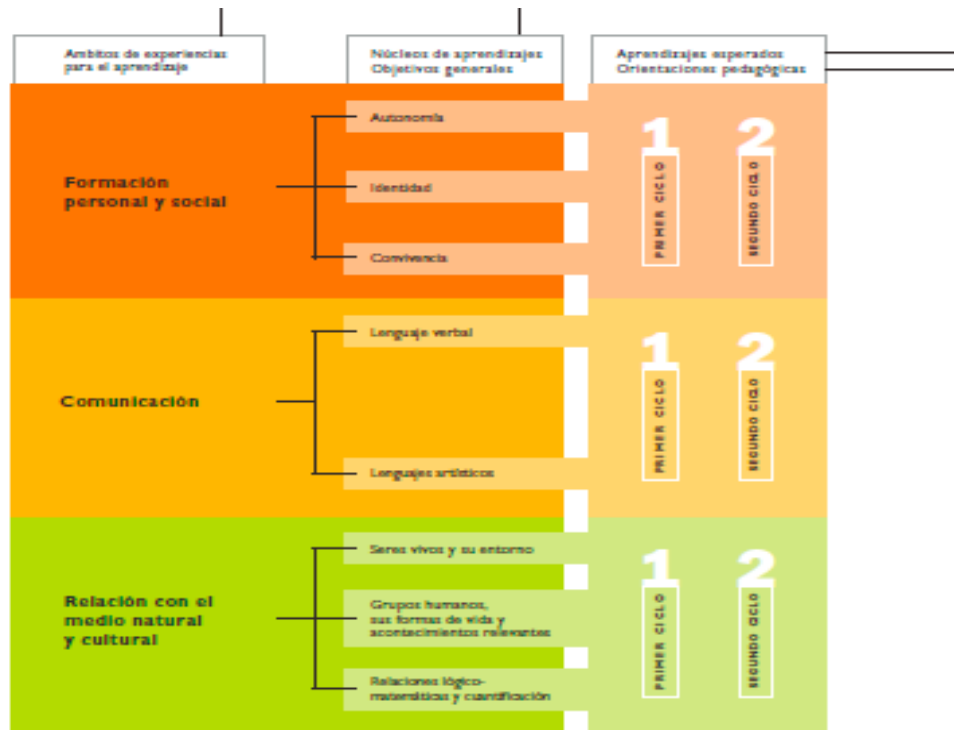 Ambitos de experiencias
para el aprendizaje
Núcleos de aprendizajes
Objetivos generales
Aprendizajes esperados
Orientaciones pedagógicas
Formación
personal y social
Autonomía
Identidad
Convivencia
1
PRIMER CICLO
2
SEGUNDO CICLO
Comunicación
Lenguaje verbal
Lenguajes artísticos
1
PRIMER CICLO
2
SEGUNDO CICLO
Relación con el
medio natural
y cultural
Seres vivos y su entorno
Grupos humanos,
sus formas de vida y
acontecimientos relevantes
Relaciones lógico-
matemáticas y cuantificación
1
PRIMER CICLO
2
SEGUNDO CICLO